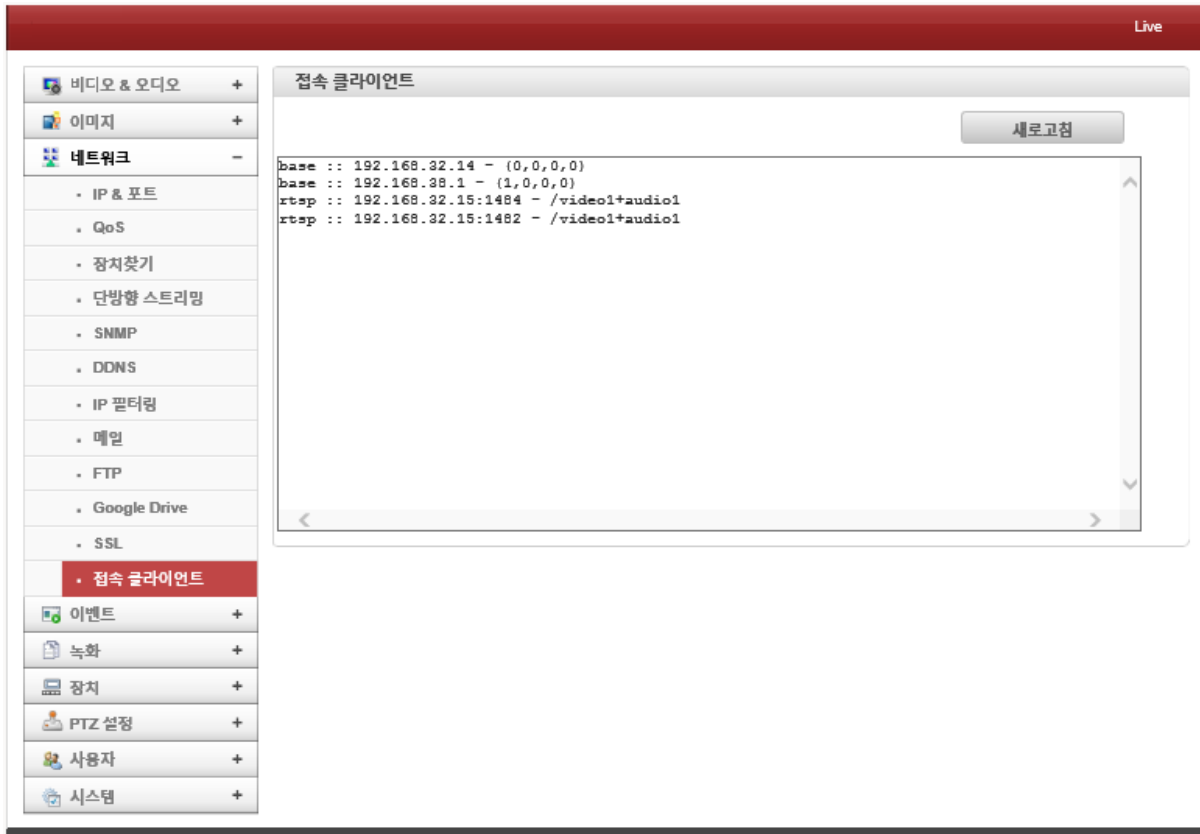 Live
비디오 & 오디오 +
이미지 +
네트워크 -
· IP & 포트
· QoS
· 장치찾기
· 단방향 스트리밍
· SNMP
· DDNS
· IP 필터링
· 메일
· FTP
· Google Drive
· SSL
· 접속 클라이언트
이벤트 +
녹화 +
장치 +
PTZ 설정 +
사용자 +
시스템 +
접속 클라이언트
새로고침
base :: 192.168.32.14 - {0,0,0,0}
base :: 192.168.38.1 - {1,0,0,0}
rtsp :: 192.168.32.15:1484 - /video1+audio1
rtsp :: 192.168.32.15:1482 - /video1+audio1